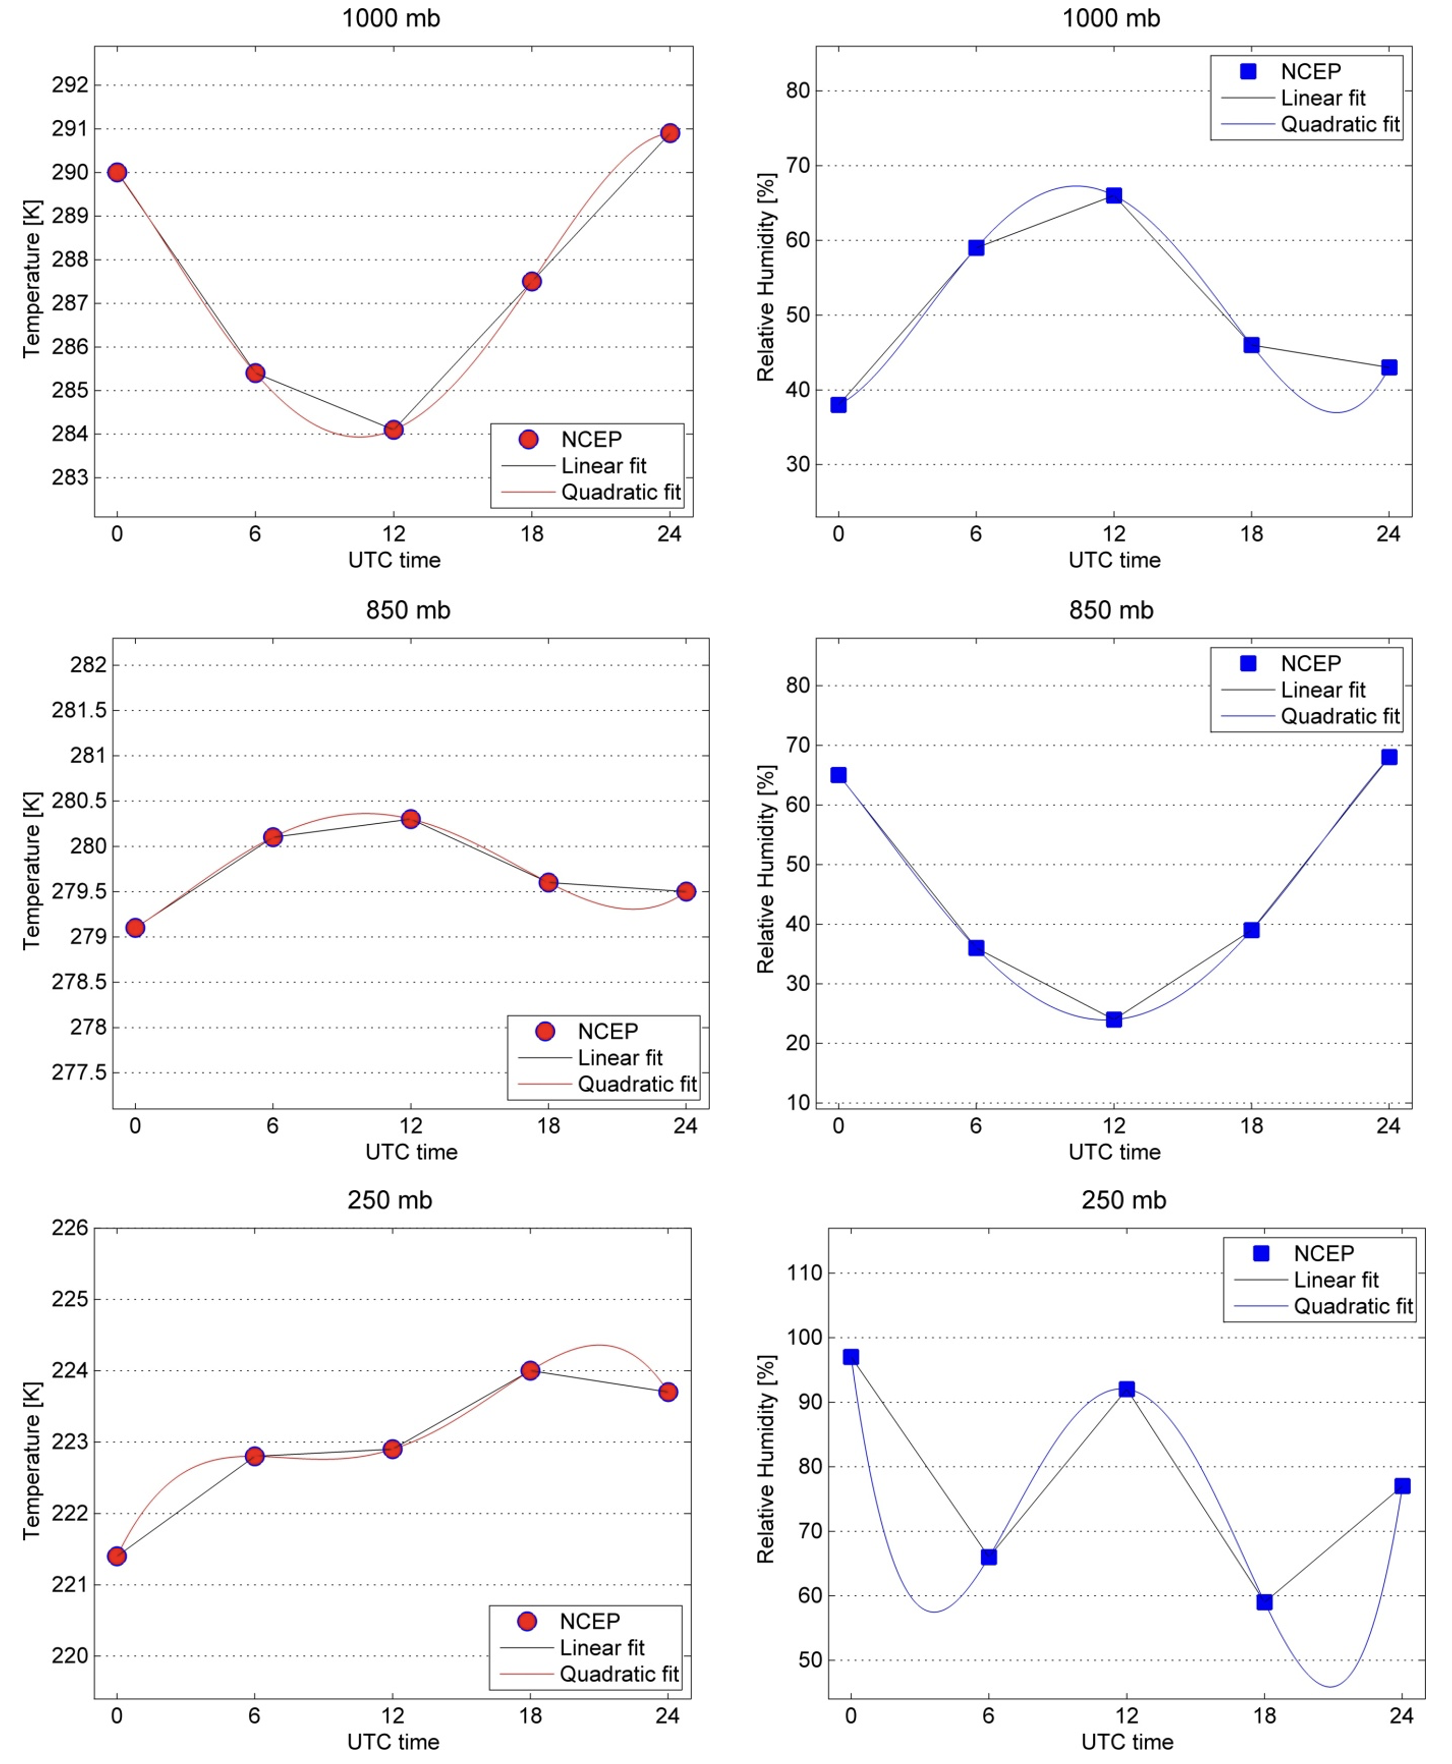 1000 mb
292
291
290
289
288
287
286
285
284
283
Temperature [K]
NCEP
Linear fit
Quadratic fit
0 6 12 18 24
UTC time
1000 mb
80
70
60
50
40
30
Relative Humidity [%]
NCEP
Linear fit
Quadratic fit
0 6 12 18 24
UTC time
850 mb
282
281.5
281
280.5
280
279.5
279
278.5
278
277.5
Temperature [K]
NCEP
Linear fit
Quadratic fit
0 6 12 18 24
UTC time
850 mb
80
70
60
50
40
30
20
10
Relative Humidity [%]
NCEP
Linear fit
Quadratic fit
0 6 12 18 24
UTC time
250 mb
226
225
224
223
222
221
220
Temperature [K]
NCEP
Linear fit
Quadratic fit
0 6 12 18 24
UTC time
250 mb
110
100
90
80
70
60
50
Relative Humidity [%]
NCEP
Linear fit
Quadratic fit
0 6 12 18 24
UTC time